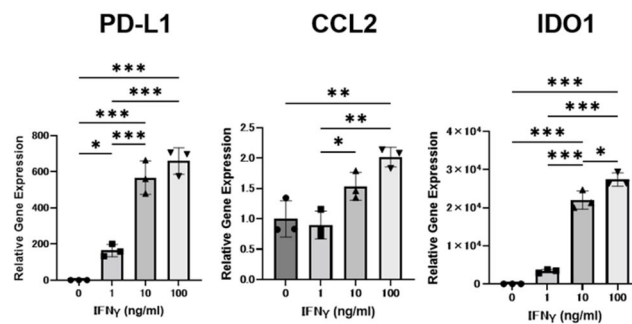 PD-L1
***
***
***
*
***
Relative Gene Expression
800
600
400
200
0
0 1 10 100
IFNγ (ng/ml)
CCL2
**
**
*
Relative Gene Expression
2.5
2.0
1.5
1.0
0.5
0.0
0 1 10 100
IFNγ (ng/ml)
IDO1
***
***
***
***
*
Relative Gene Expression
4×10⁴
3×10⁴
2×10⁴
1×10⁴
0
0 1 10 100
IFNγ (ng/ml)